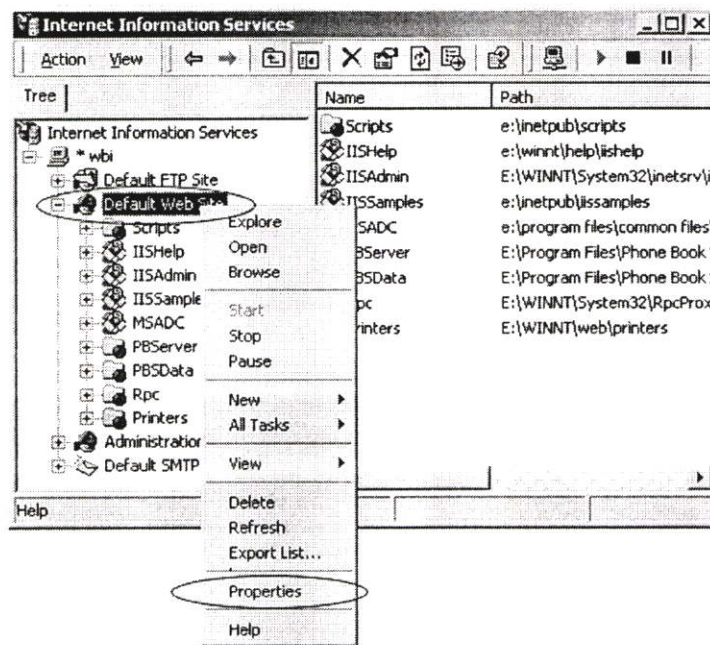 Internet Information Services
Action View
Tree
Name Path
Internet Information Services
* wbi
Default FTP Site
Default Web Site
Scripts
IISHelp
IISAdmin
IISSample
MSADC
PBServer
PBSData
Rpc
Printers
Administration
Default SMTP
Scripts e:\inetpub\scripts
IISHelp e:\winnt\help\iishelp
IISAdmin E:\WINNT\System32\inetsrv\i
IISSamples e:\inetpub\iissamples
SADC e:\program files\common files\
BServer E:\Program Files\Phone Book
BSData E:\Program Files\Phone Book
pc E:\WINNT\System32\RpcProx
rinters E:\WINNT\web\printers
Explore
Open
Browse
Start
Stop
Pause
New
All Tasks
View
Delete
Refresh
Export List...
Properties
Help
Help